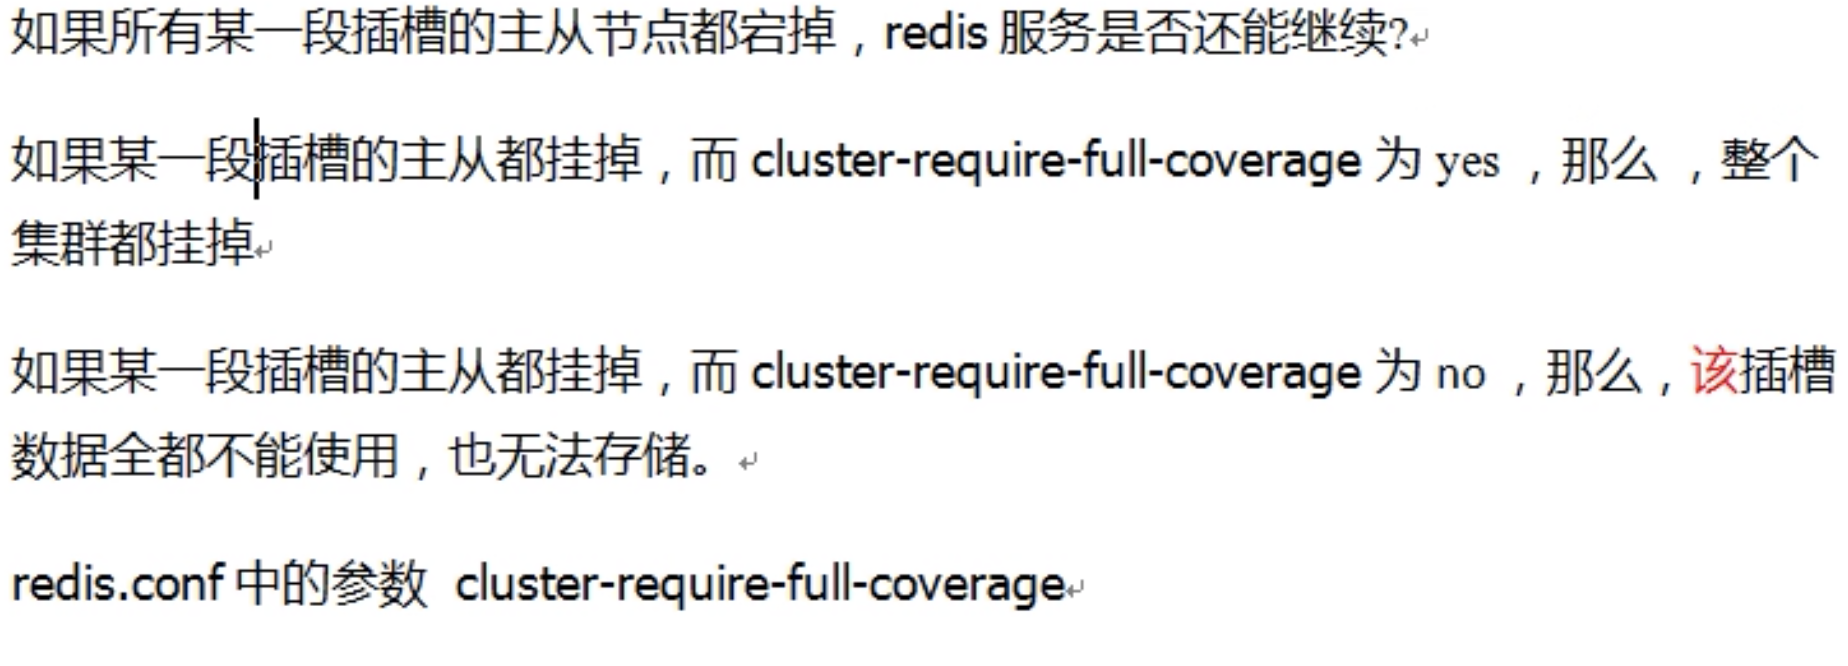 如果所有某一段插槽的主从节点都宕掉，redis 服务是否还能继续?
如果某一段插槽的主从都挂掉，而 cluster-require-full-coverage 为 yes ，那么 ，整个
集群都挂掉
如果某一段插槽的主从都挂掉，而 cluster-require-full-coverage 为 no ，那么，该插槽
数据全都不能使用，也无法存储。
redis.conf 中的参数 cluster-require-full-coverage